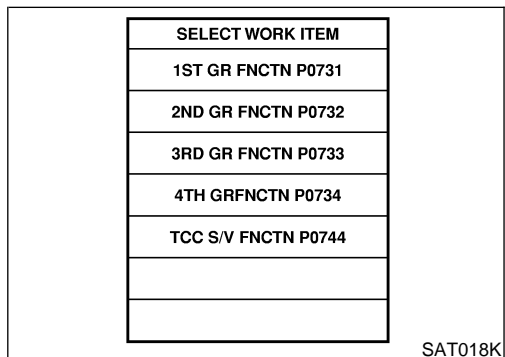 SELECT WORK ITEM
1ST GR FNCTN P0731
2ND GR FNCTN P0732
3RD GR FNCTN P0733
4TH GRFNCTN P0734
TCC S/V FNCTN P0744
SAT018K